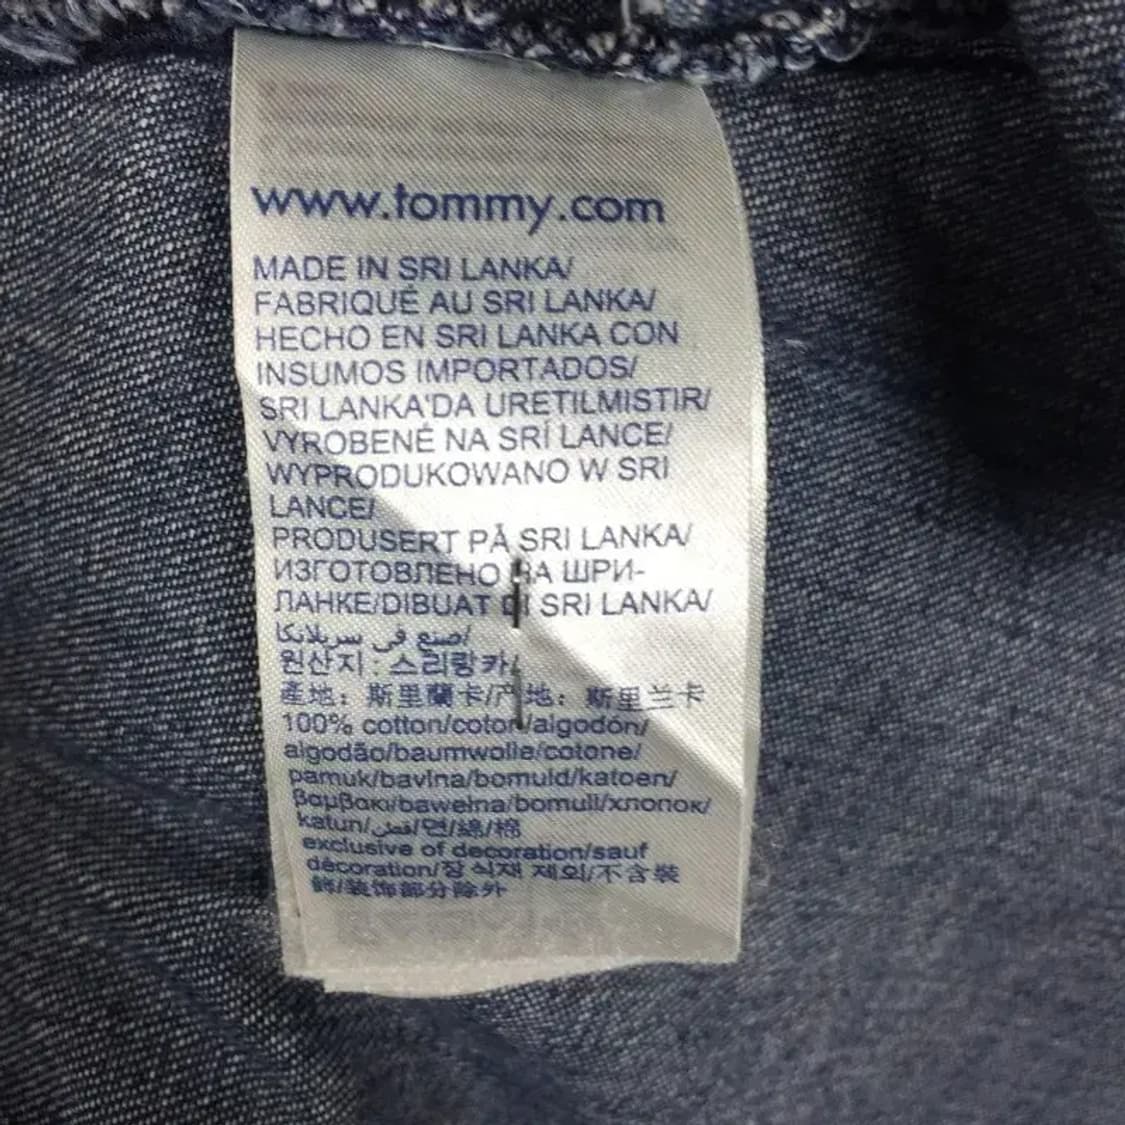 www.tommy.com
MADE IN SRI LANKA/
FABRIQUÉ AU SRI LANKA/
HECHO EN SRI LANKA CON
INSUMOS IMPORTADOS/
SRI LANKA'DA URETILMISTIR/
VYROBENÉ NA SRÍ LANCE/
WYPRODUKOWANO W SRI
LANCE/
PRODUSERT PÅ SRI LANKA/
ИЗГОТОВЛЕНО НА ШРИ-
ЛАНКЕ/DIBUAT DI SRI LANKA/
صنع في سريلانكا/
원산지: 스리랑카/
產地: 斯里蘭卡/产地: 斯里兰卡
100% cotton/coton/algodón/
algodão/baumwolle/cotone/
pamuk/bavlna/bomuld/katoen/
βαμβακι/bawełna/bomull/хлопок/
katun/قطن/면/綿/棉
exclusive of decoration/sauf
décoration/장식재 제외/不含裝
飾/装饰部分除外